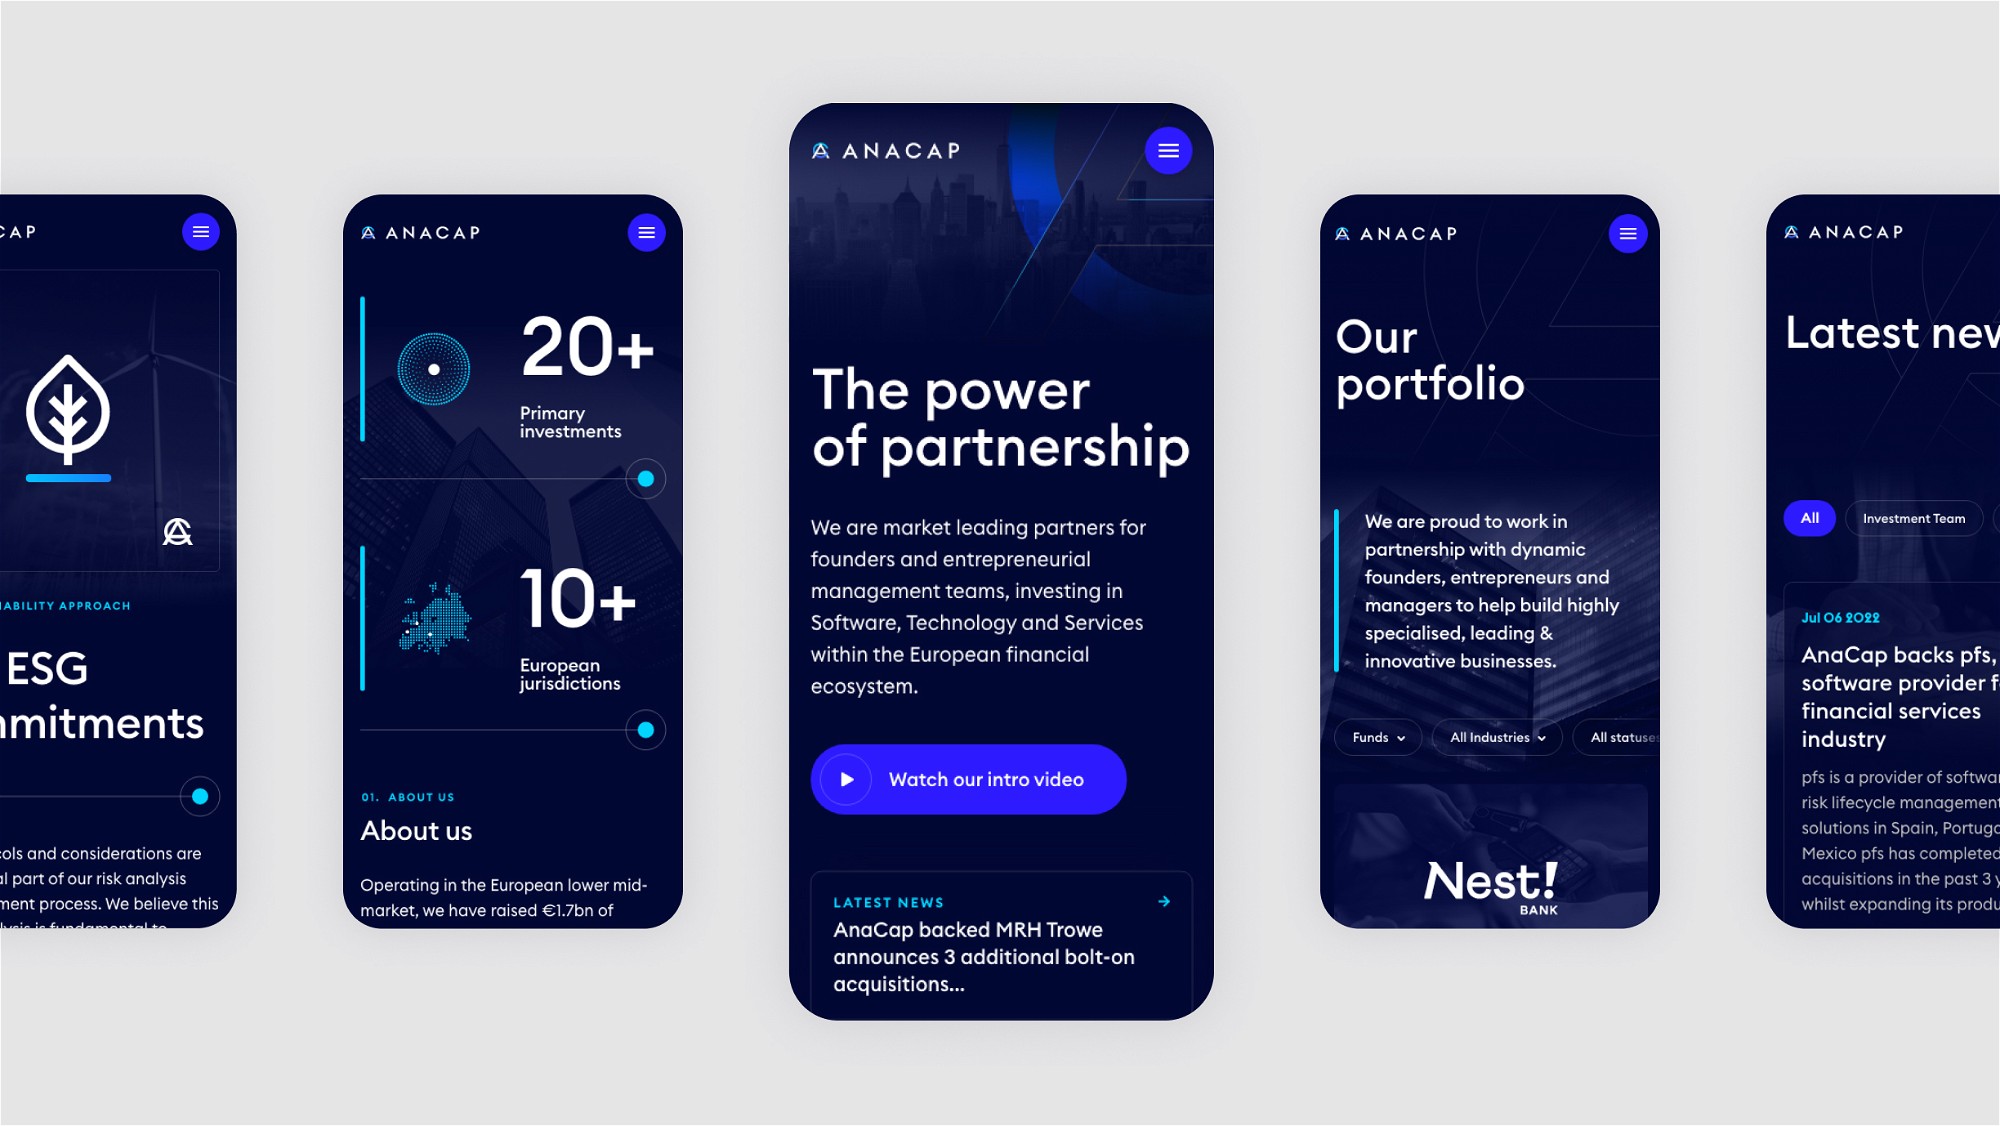 CAP
ABILITY APPROACH
ESG
mmitments
cols and considerations are
al part of our risk analysis
ment process. We believe this
ANACAP
20+
Primary
investments
10+
European
jurisdictions
01. ABOUT US
About us
Operating in the European lower mid-
market, we have raised €1.7bn of
ANACAP
The power
of partnership
We are market leading partners for
founders and entrepreneurial
management teams, investing in
Software, Technology and Services
within the European financial
ecosystem.
Watch our intro video
LATEST NEWS
AnaCap backed MRH Trowe
announces 3 additional bolt-on
acquisitions...
ANACAP
Our
portfolio
We are proud to work in
partnership with dynamic
founders, entrepreneurs and
managers to help build highly
specialised, leading &
innovative businesses.
Funds All Industries All statuses
Nest!
BANK
ANACAP
Latest new
All Investment Team
Jul 06 2022
AnaCap backs pfs,
software provider f
financial services
industry
pfs is a provider of softwa
risk lifecycle management
solutions in Spain, Portuga
Mexico pfs has completed
acquisitions in the past 3 y
whilst expanding its produ